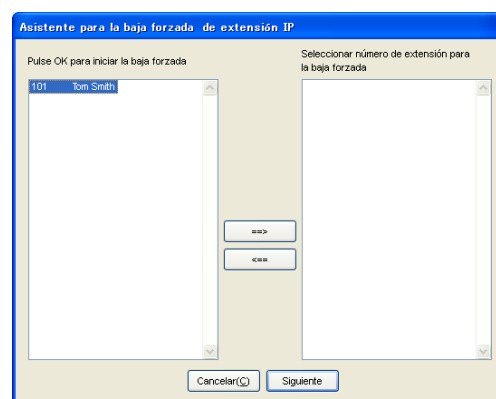 Asistente para la baja forzada de extensión IP
Pulse OK para iniciar la baja forzada
Seleccionar número de extensión para
la baja forzada
101 Tom Smith
==>
<==
Cancelar(C)
Siguiente